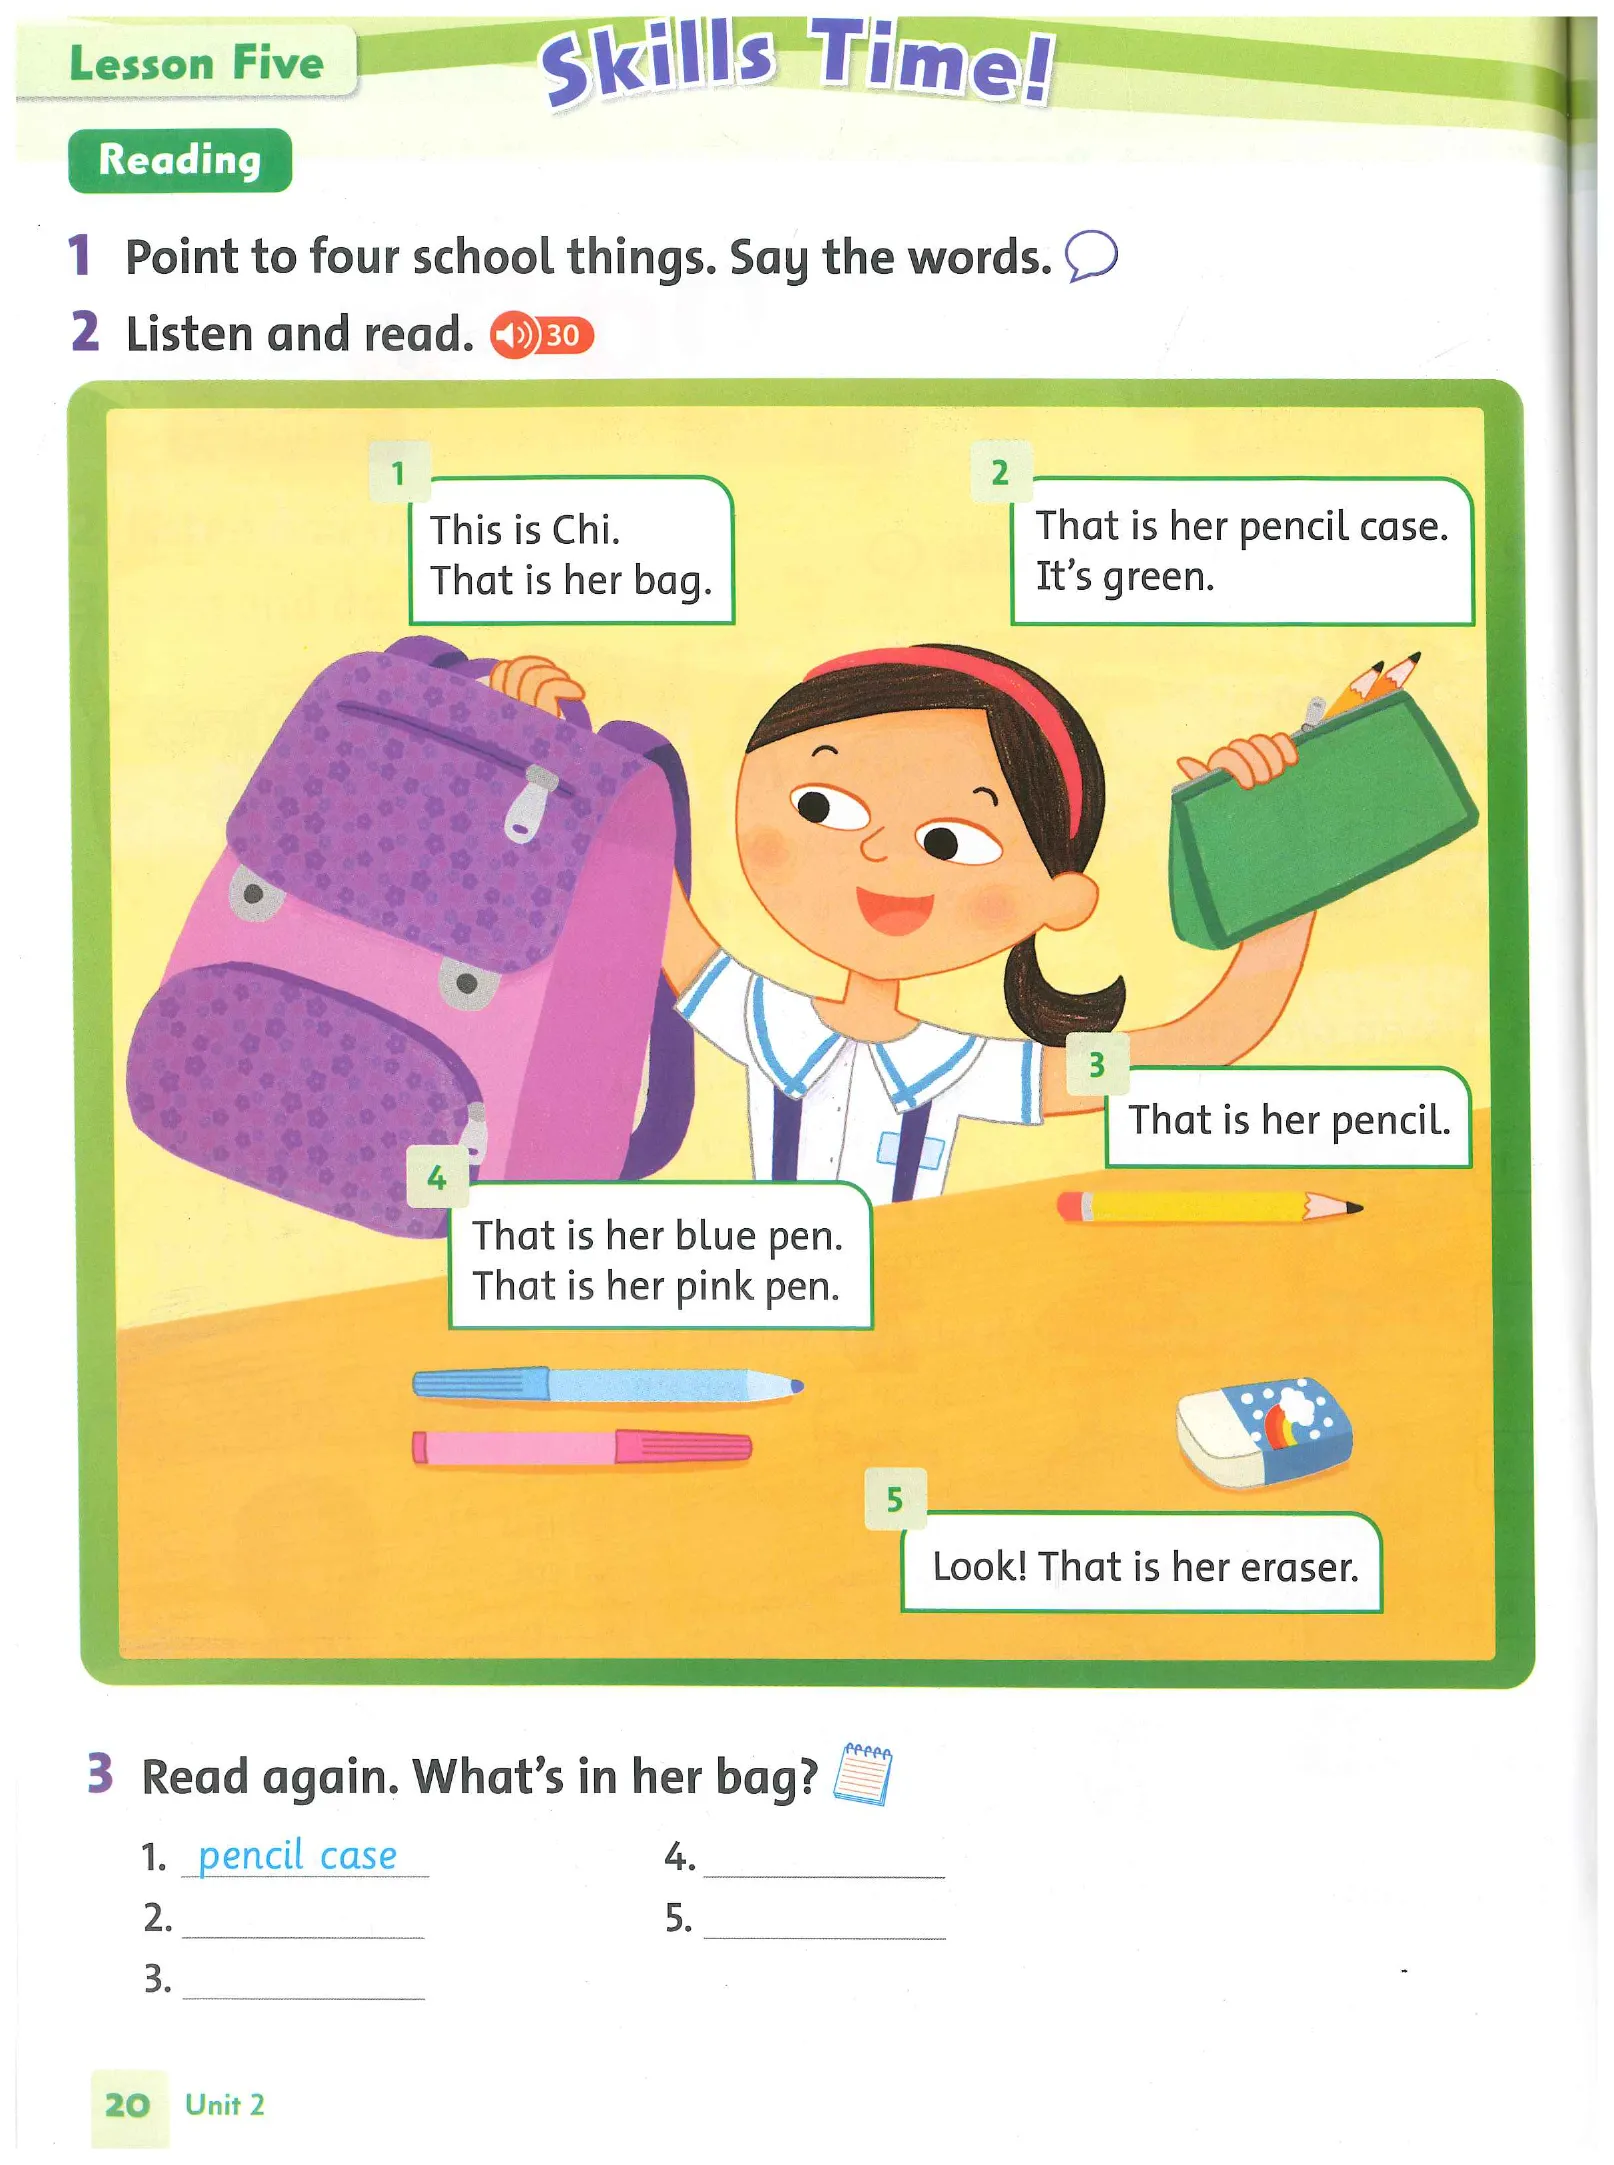 Lesson Five
Skills Time!
Reading
1 Point to four school things. Say the words.
2 Listen and read. 30
1
This is Chi.
That is her bag.
2
That is her pencil case.
It's green.
3
That is her pencil.
4
That is her blue pen.
That is her pink pen.
5
Look! That is her eraser.
3 Read again. What's in her bag?
1. pencil case
2.
3.
4.
5.
20 Unit 2